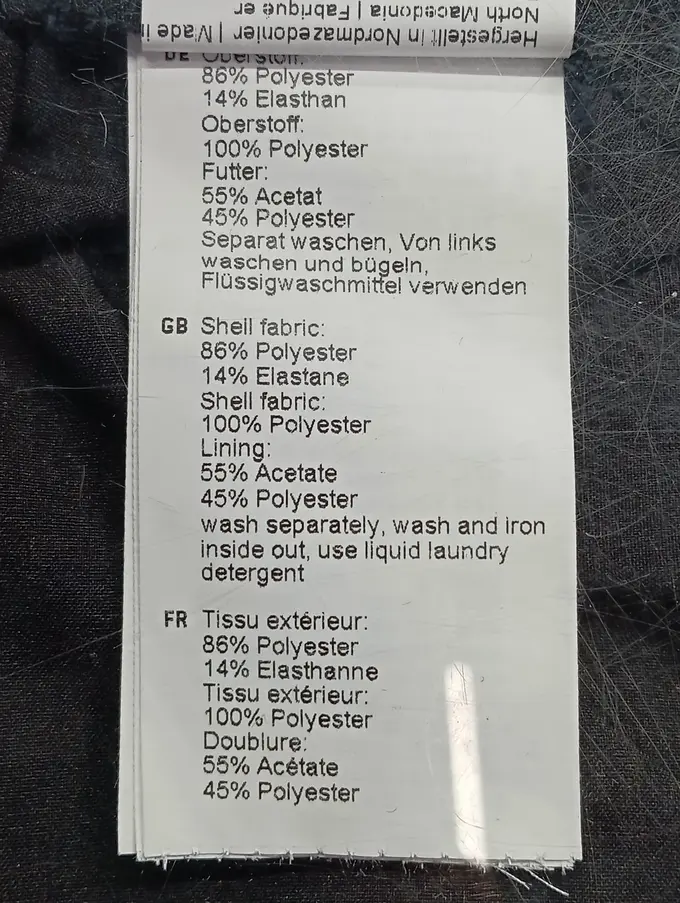 Hergestellt in Nordmazedonien | Made in
North Macedonia | Fabriqué
DE Oberstoff:
86% Polyester
14% Elasthan
Oberstoff:
100% Polyester
Futter:
55% Acetat
45% Polyester
Separat waschen, Von links
waschen und bügeln,
Flüssigwaschmittel verwenden
GB Shell fabric:
86% Polyester
14% Elastane
Shell fabric:
100% Polyester
Lining:
55% Acetate
45% Polyester
wash separately, wash and iron
inside out, use liquid laundry
detergent
FR Tissu extérieur:
86% Polyester
14% Elasthanne
Tissu extérieur:
100% Polyester
Doublure:
55% Acétate
45% Polyester